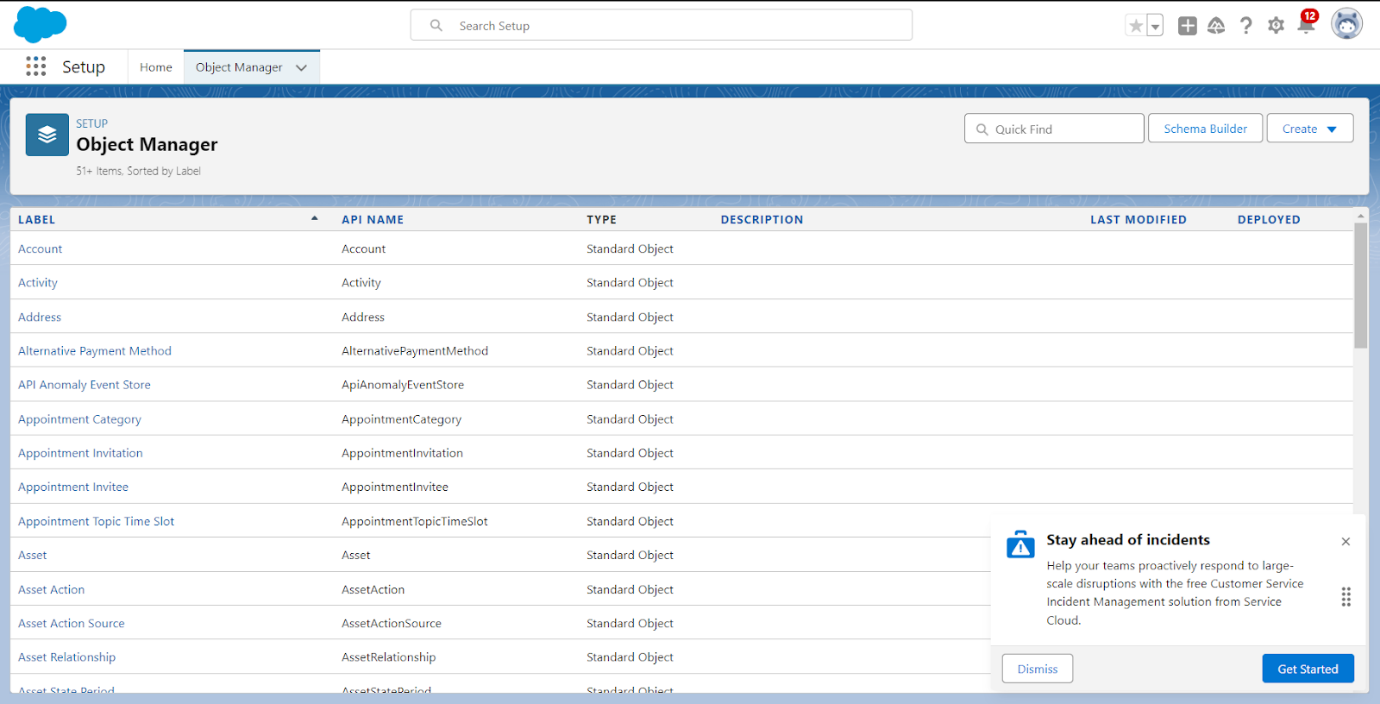 Search Setup
12
Setup Home Object Manager
SETUP
Object Manager
51+ Items, Sorted by Label
Quick Find
Schema Builder
Create
LABEL API NAME TYPE DESCRIPTION LAST MODIFIED DEPLOYED
Account Account Standard Object
Activity Activity Standard Object
Address Address Standard Object
Alternative Payment Method AlternativePaymentMethod Standard Object
API Anomaly Event Store ApiAnomalyEventStore Standard Object
Appointment Category AppointmentCategory Standard Object
Appointment Invitation AppointmentInvitation Standard Object
Appointment Invitee AppointmentInvitee Standard Object
Appointment Topic Time Slot AppointmentTopicTimeSlot Standard Object
Asset Asset Standard Object
Asset Action AssetAction Standard Object
Asset Action Source AssetActionSource Standard Object
Asset Relationship AssetRelationship Standard Object
Asset State Period AssetStatePeriod Standard Object
Stay ahead of incidents
Help your teams proactively respond to large-
scale disruptions with the free Customer Service
Incident Management solution from Service
Cloud.
Dismiss
Get Started